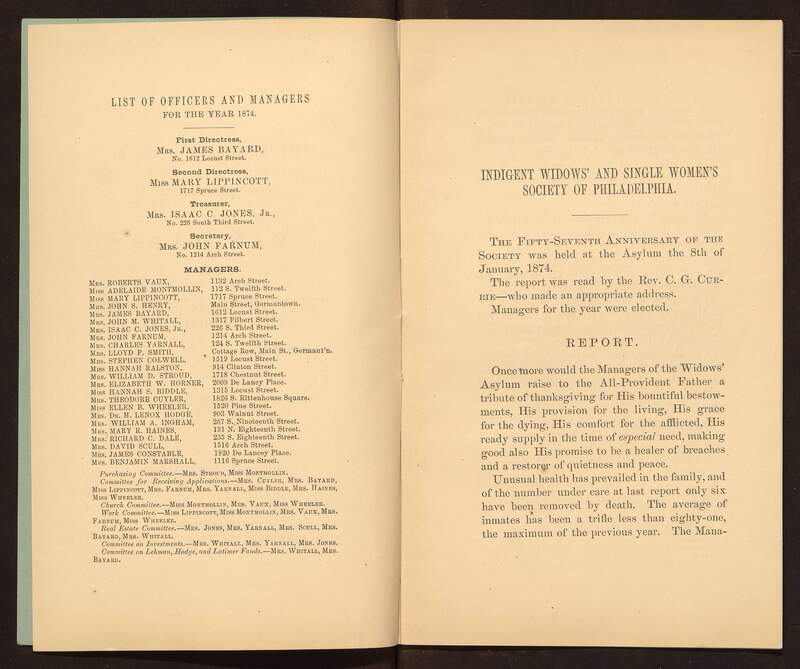 LIST OF OFFICERS AND MANAGERS
FOR THE YEAR 1874.
First Directress,
MRS. JAMES BAYARD,
No. 1612 Locust Street.
Second Directress,
MISS MARY LIPPINCOTT,
1717 Spruce Street.
Treasurer,
MRS. ISAAC C. JONES, JR.,
No. 226 South Third Street.
Secretary,
MRS. JOHN FARNUM,
No. 1214 Arch Street.
MANAGERS.
MRS. ROBERTS VAUX, 1132 Arch Street.
MISS ADELAIDE MONTMOLLIN, 112 S. Twelfth Street.
MISS MARY LIPPINCOTT, 1717 Spruce Street.
MRS. JOHN S. HENRY, Main Street, Germantown.
MRS. JAMES BAYARD, 1612 Locust Street.
MRS. JOHN M. WHITALL, 1317 Filbert Street.
MRS. ISAAC C. JONES, JR., 226 S. Third Street.
MRS. JOHN FARNUM, 1214 Arch Street.
MRS. CHARLES YARNALL, 124 S. Twelfth Street.
MRS. LLOYD P. SMITH, Cottage Row, Main St., Germant'n.
MRS. STEPHEN COLWELL, 1519 Locust Street.
MISS HANNAH RALSTON, 914 Clinton Street.
MRS. WILLIAM D. STROUD, 1718 Chestnut Street.
MRS. ELIZABETH W. HORNER, 2009 De Lancy Place.
MISS HANNAH S. BIDDLE, 1315 Locust Street.
MRS. THEODORE CUYLER, 1826 S. Rittenhouse Square.
MISS ELLEN B. WHEELER, 1520 Pine Street.
MRS. DR. H. LENOX HODGE, 903 Walnut Street.
MRS. WILLIAM A. INGHAM, 267 S. Nineteenth Street.
MRS. MARY R. HAINES, 131 N. Eighteenth Street.
MRS. RICHARD C. DALE, 235 S. Eighteenth Street.
MRS. DAVID SCULL, 1516 Arch Street.
MRS. JAMES CONSTABLE, 1820 De Lancey Place.
MRS. BENJAMIN MARSHALL, 1116 Spruce Street.
Purchasing Committee.—MRS. STROUD, MISS MONTMOLLIN.
Committee for Receiving Applications.—MRS. CUYLER, MRS. BAYARD,
MISS LIPPINCOTT, MRS. FARNUM, MRS. YARNALL, MISS BIDDLE, MRS. HAINES,
MISS WHEELER.
Church Committee.—MISS MONTMOLLIN, MRS. VAUX, MISS WHEELER.
Work Committee.—MISS LIPPINCOTT, MISS MONTMOLLIN, MRS. VAUX, MRS.
FARNUM, MISS WHEELER.
Real Estate Committee.—MRS. JONES, MRS. YARNALL, MRS. SCULL, MRS.
BAYARD, MRS. WHITALL.
Committee on Investments.—MRS. WHITALL, MRS. YARNALL, MRS. JONES.
Committee on Lehman, Hodge, and Latimer Funds.—MRS. WHITALL, MRS.
BAYARD.
INDIGENT WIDOWS' AND SINGLE WOMEN'S
SOCIETY OF PHILADELPHIA.
THE FIFTY-SEVENTH ANNIVERSARY OF THE
SOCIETY was held at the Asylum the 8th of
January, 1874.
The report was read by the REV. C. G. CUR-
RIE—who made an appropriate address.
Managers for the year were elected.
REPORT.
Once more would the Managers of the Widows'
Asylum raise to the All-Provident Father a
tribute of thanksgiving for His bountiful bestow-
ments, His provision for the living, His grace
for the dying, His comfort for the afflicted, His
ready supply in the time of especial need, making
good also His promise to be a healer of breaches
and a restorer of quietness and peace.
Unusual health has prevailed in the family, and
of the number under care at last report only six
have been removed by death. The average of
inmates has been a trifle less than eighty-one,
the maximum of the previous year. The Mana-